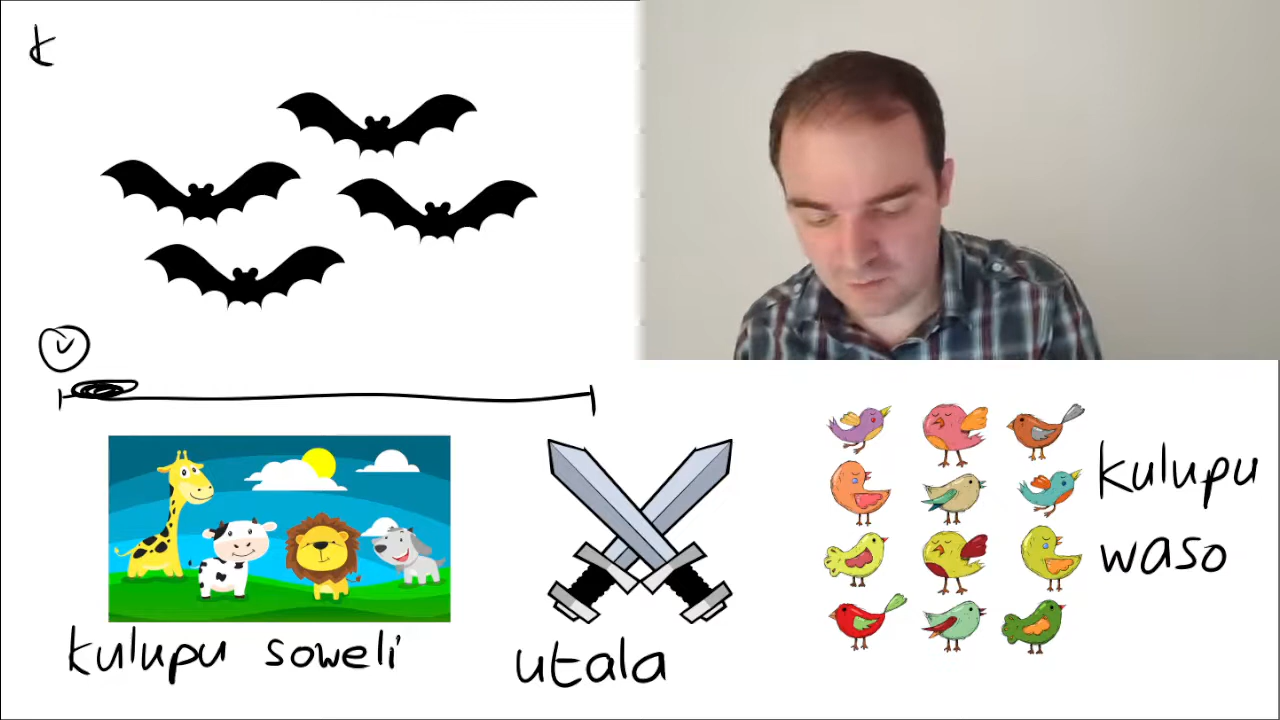 kulupu
waso
kulupu soweli
utala